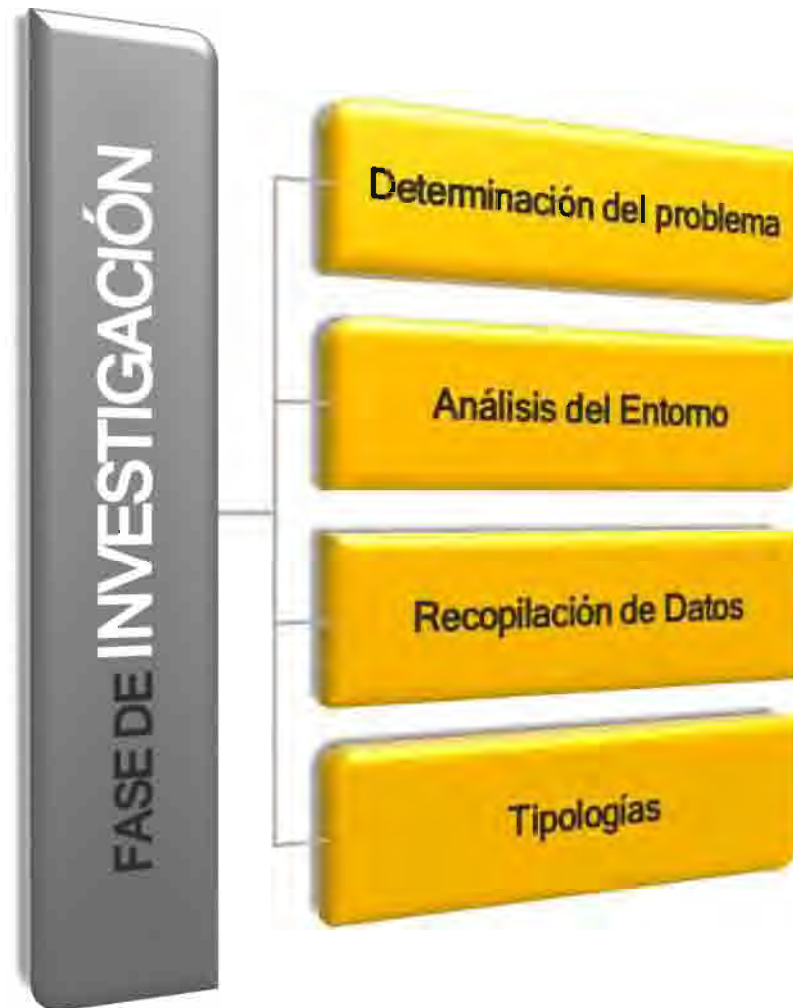 FASE DE INVESTIGACIÓN
Determinación del problema
Análisis del Entorno
Recopilación de Datos
Tipologías